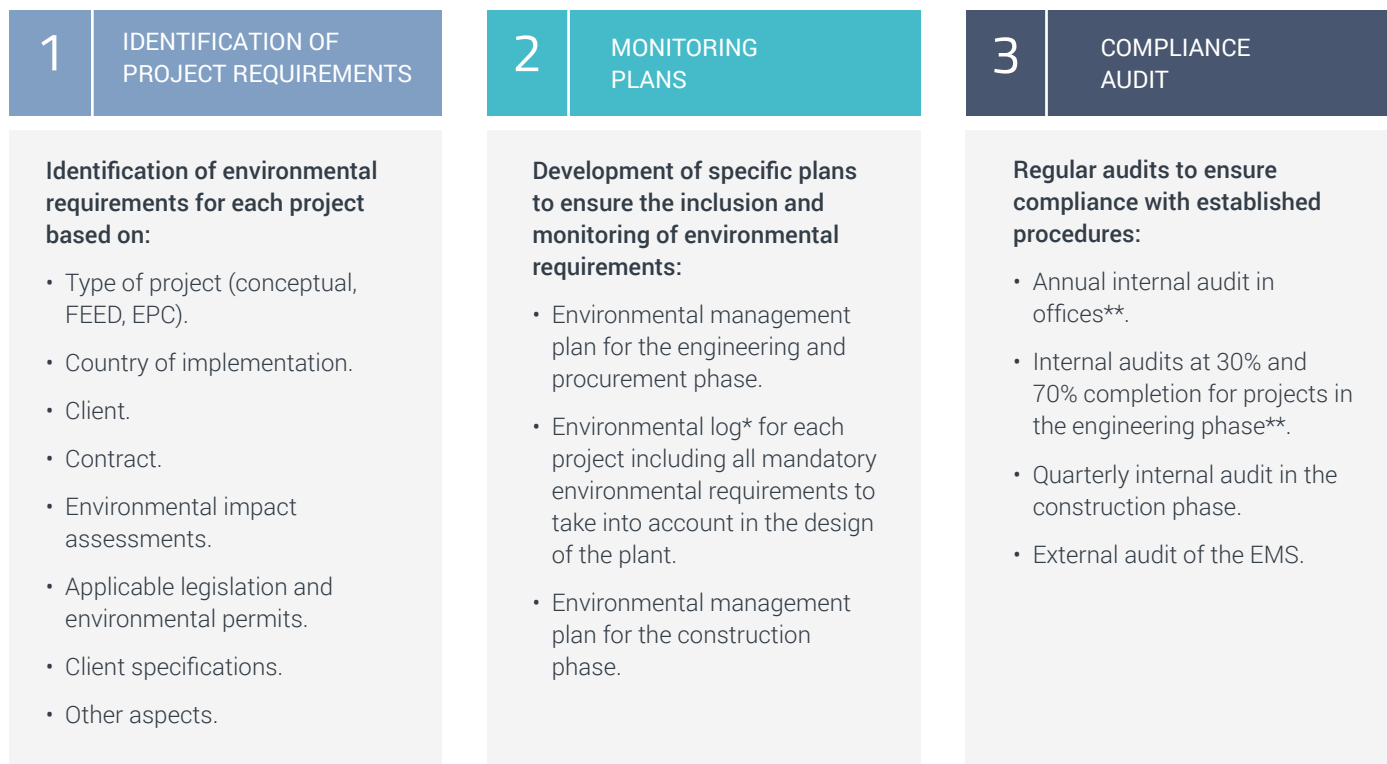 1
IDENTIFICATION OF
PROJECT REQUIREMENTS
Identification of environmental
requirements for each project
based on:
• Type of project (conceptual,
FEED, EPC).
• Country of implementation.
• Client.
• Contract.
• Environmental impact
assessments.
• Applicable legislation and
environmental permits.
• Client specifications.
• Other aspects.
2
MONITORING
PLANS
Development of specific plans
to ensure the inclusion and
monitoring of environmental
requirements:
• Environmental management
plan for the engineering and
procurement phase.
• Environmental log* for each
project including all mandatory
environmental requirements to
take into account in the design
of the plant.
• Environmental management
plan for the construction
phase.
3
COMPLIANCE
AUDIT
Regular audits to ensure
compliance with established
procedures:
• Annual internal audit in
offices**.
• Internal audits at 30% and
70% completion for projects in
the engineering phase**.
• Quarterly internal audit in the
construction phase.
• External audit of the EMS.